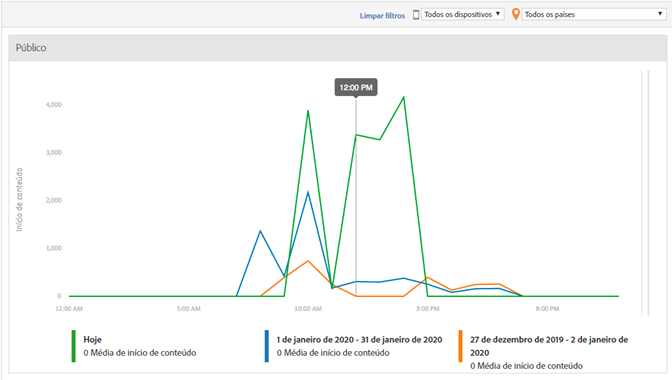 Limpar filtros Todos os dispositivos Todos os países
Público
12:00 PM
4,000
3,000
2,000
1,000
0
Início de conteúdo
12:00 AM 5:00 AM 10:00 AM 3:00 PM 8:00 PM
Hoje
0 Média de início de conteúdo
1 de janeiro de 2020 - 31 janeiro de 2020
0 Média de início de conteúdo
27 de dezembro de 2019 - 2 de janeiro de
2020
0 Média de início de conteúdo